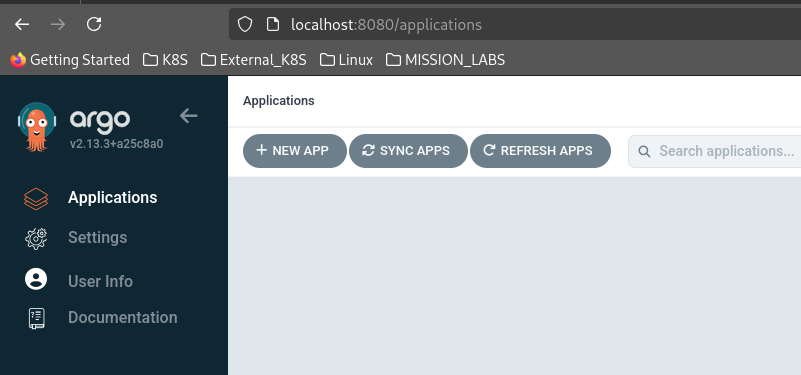 localhost:8080/applications
Getting Started K8S External_K8S Linux MISSION_LABS
argo
v2.13.3+a25c8a0
Applications
Settings
User Info
Documentation
Applications
NEW APP SYNC APPS REFRESH APPS Search applications...